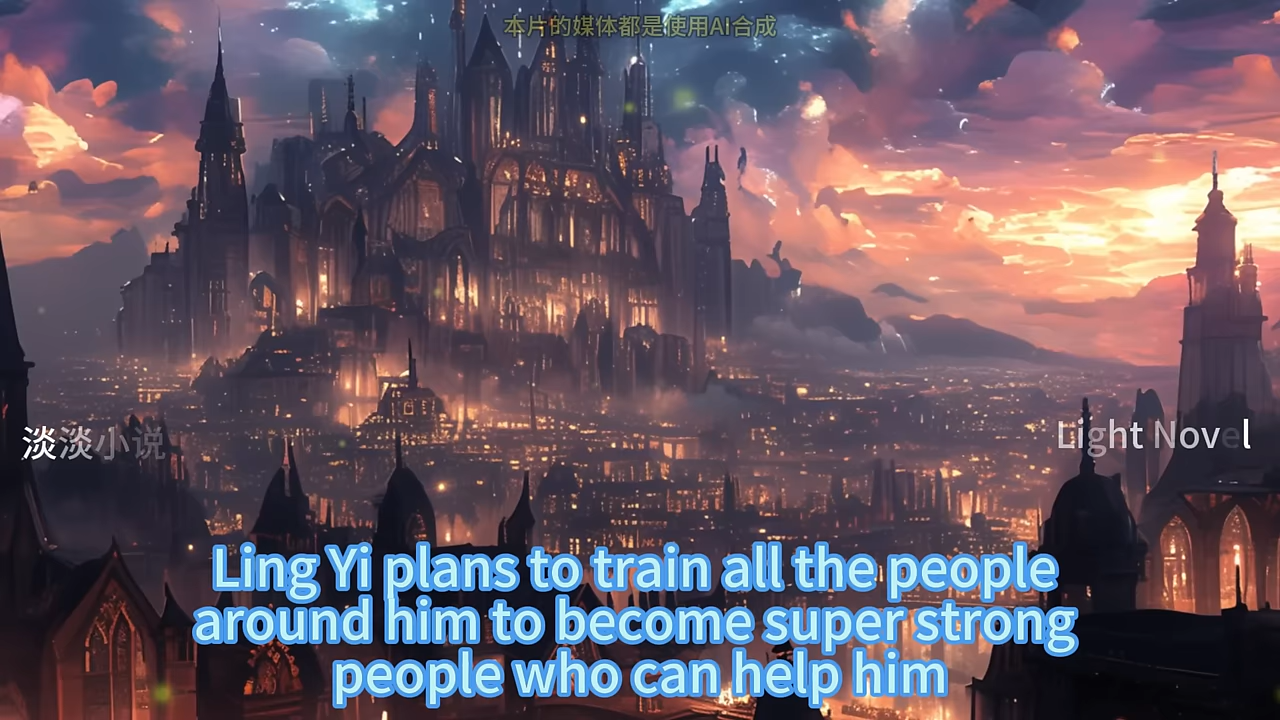 本片的媒体都是使用AI合成
淡淡小说
Light Novel
Ling Yi plans to train all the people
around him to become super strong
people who can help him